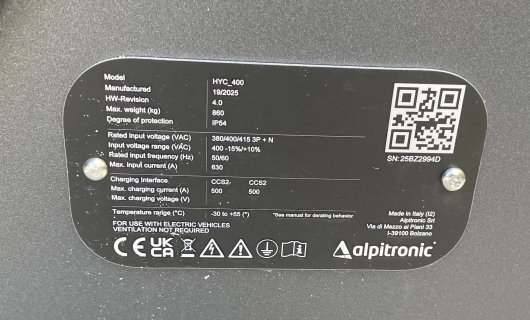 Model HYC_400
Manufactured 19/2025
HW-Revision 4.0
Max. weight (kg) 860
Degree of protection IP54
Rated input voltage (VAC) 380/400/415 3P + N
Input voltage range (VAC) 400 -15%/+10%
Rated input frequency (Hz) 50/60
Max. input current (A) 630
SN:25BZ2994D
Charging interface CCS2- CCS2
Max. charging current (A) 500 500
Max. charging voltage (V)
Temperature range (°C) -30 to +55 (*) *See manual for derating behavior
FOR USE WITH ELECTRIC VEHICLES
VENTILATION NOT REQUIRED
Made in Italy (I2)
Alpitronic Srl
Via di Mezzo ai Piani 33
I-39100 Bolzano
CE UK CA
alpitronic